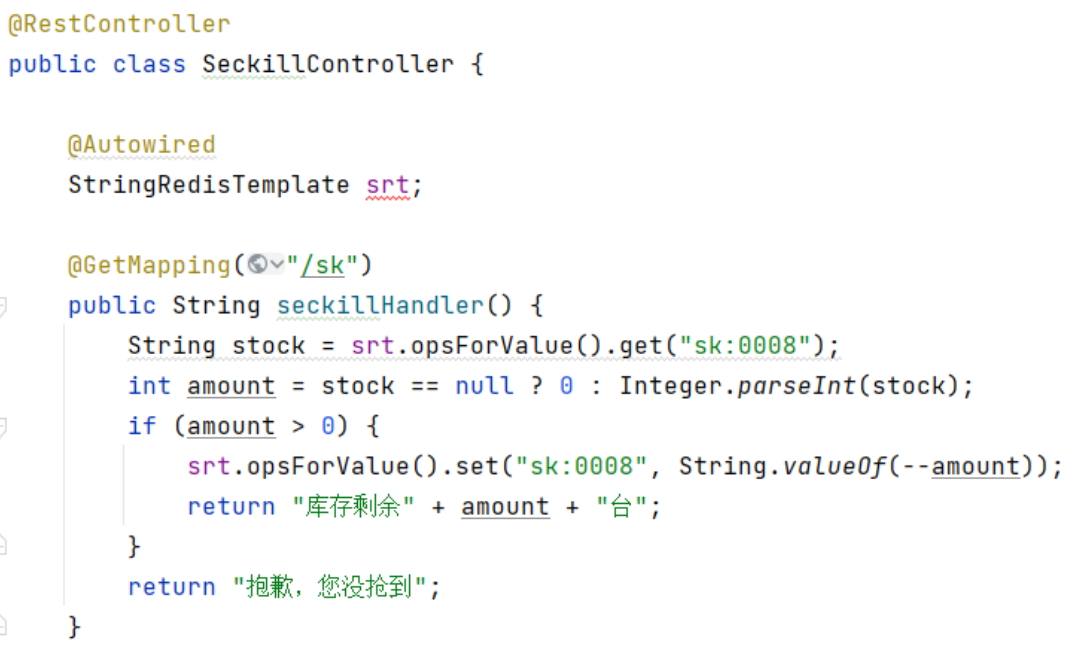 @RestController
public class SeckillController {
@Autowired
StringRedisTemplate srt;
@GetMapping("/sk")
public String seckillHandler() {
String stock = srt.opsForValue().get("sk:0008");
int amount = stock == null ? 0 : Integer.parseInt(stock);
if (amount > 0) {
srt.opsForValue().set("sk:0008", String.valueOf(--amount));
return "库存剩余" + amount + "台";
}
return "抱歉，您没抢到";
}